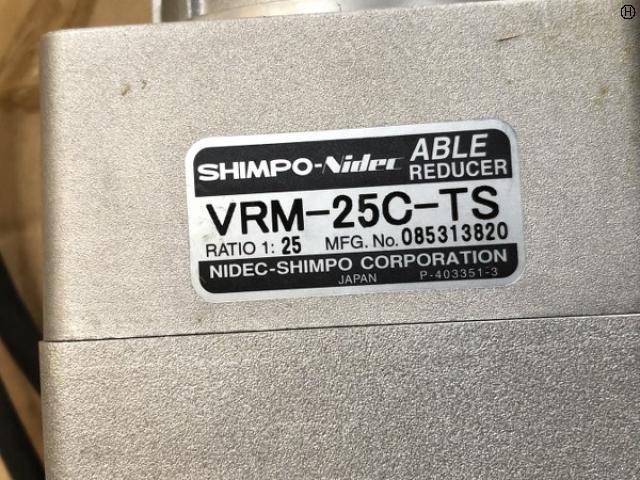 H
SHIMPO-Nidec ABLE REDUCER
VRM-25C-TS
RATIO 1: 25 MFG. No. 085313820
NIDEC-SHIMPO CORPORATION
JAPAN P-403351-3